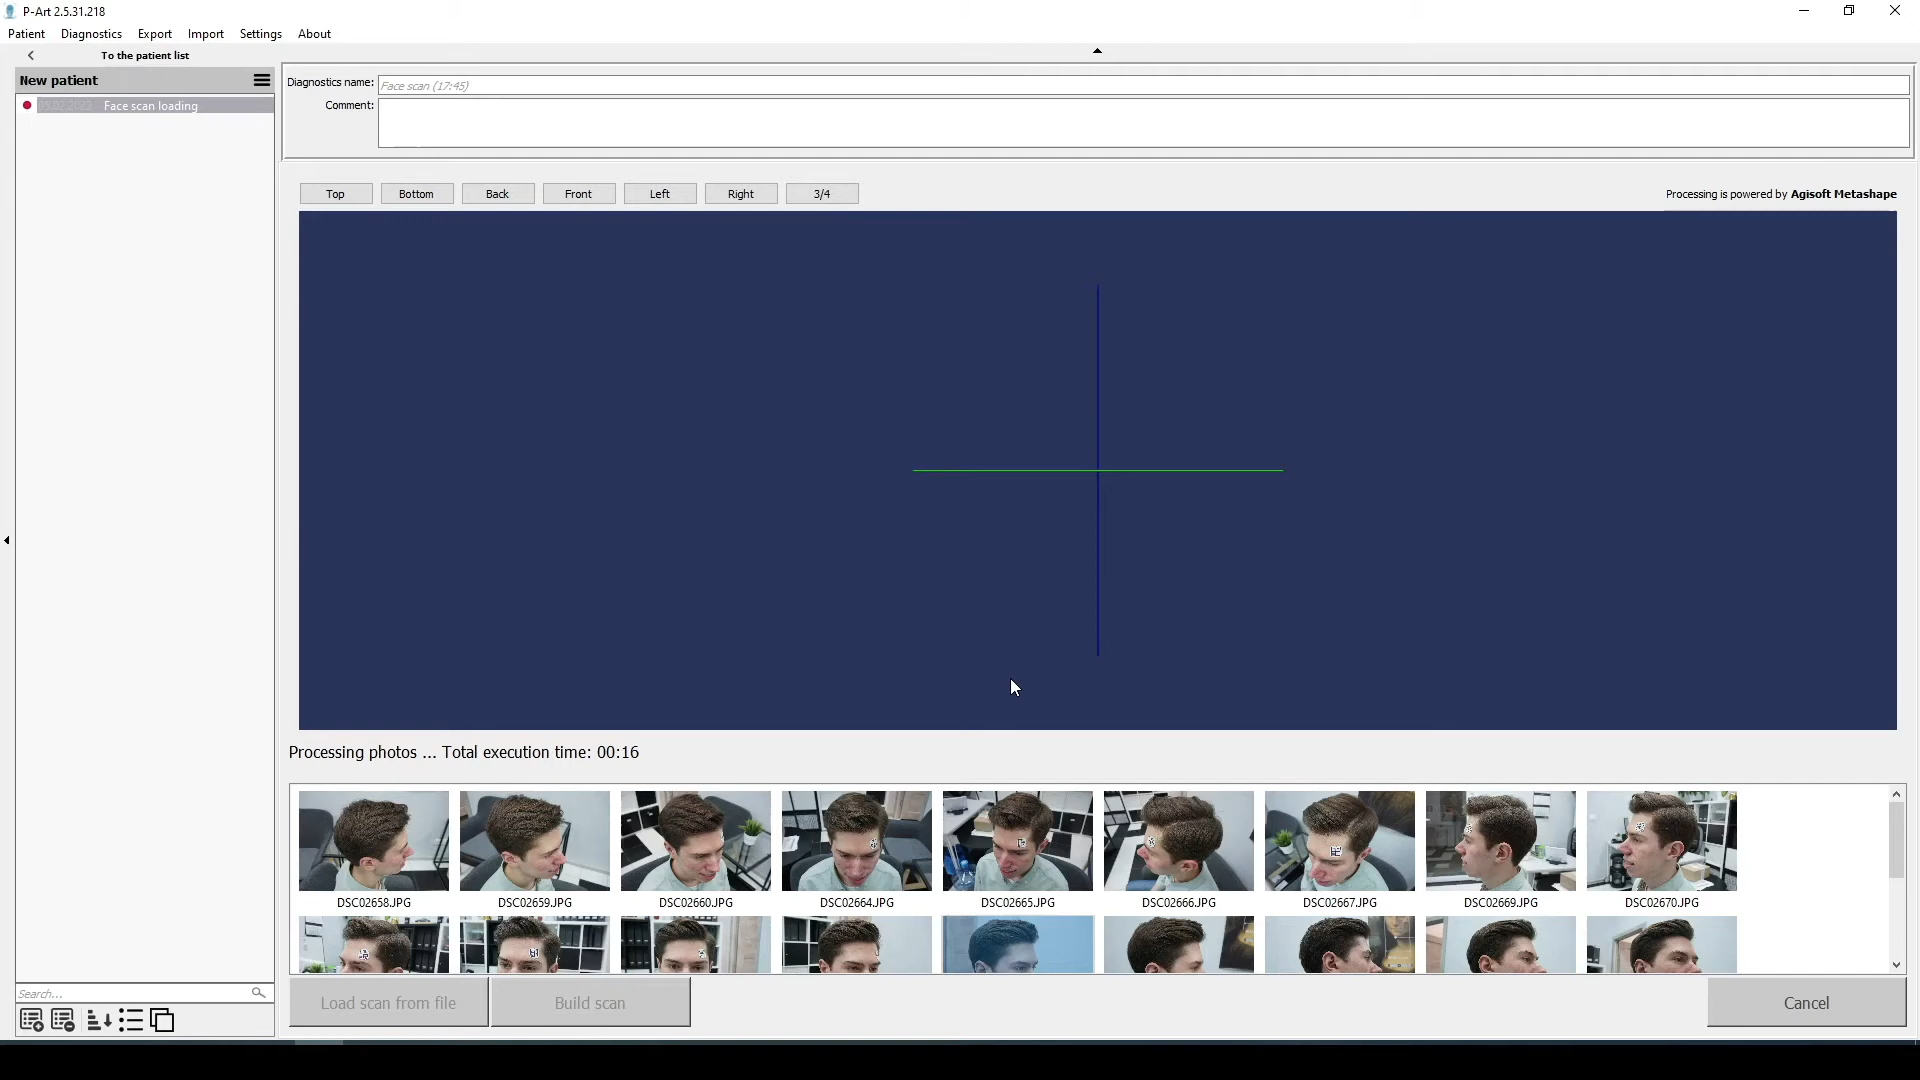 P-Art 2.5.31.218
Patient Diagnostics Export Import Settings About
To the patient list
New patient
05.02.2022 Face scan loading
Diagnostics name: Face scan (17:45)
Comment:
Top Bottom Back Front Left Right 3/4
Processing is powered by Agisoft Metashape
Processing photos ... Total execution time: 00:16
DSC02658.JPG DSC02659.JPG DSC02660.JPG DSC02664.JPG DSC02665.JPG DSC02666.JPG DSC02667.JPG DSC02669.JPG DSC02670.JPG
Search...
Load scan from file Build scan Cancel